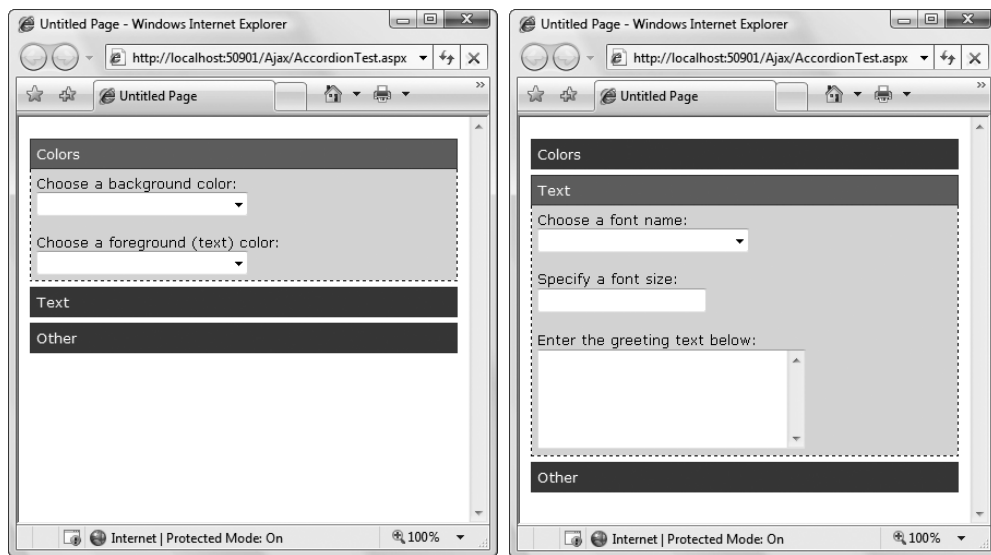 Untitled Page - Windows Internet Explorer
http://localhost:50901/Ajax/AccordionTest.aspx
Untitled Page
Colors
Choose a background color:
Choose a foreground (text) color:
Text
Other
Internet | Protected Mode: On
100%
Untitled Page - Windows Internet Explorer
http://localhost:50901/Ajax/AccordionTest.aspx
Untitled Page
Colors
Text
Choose a font name:
Specify a font size:
Enter the greeting text below:
Other
Internet | Protected Mode: On
100%